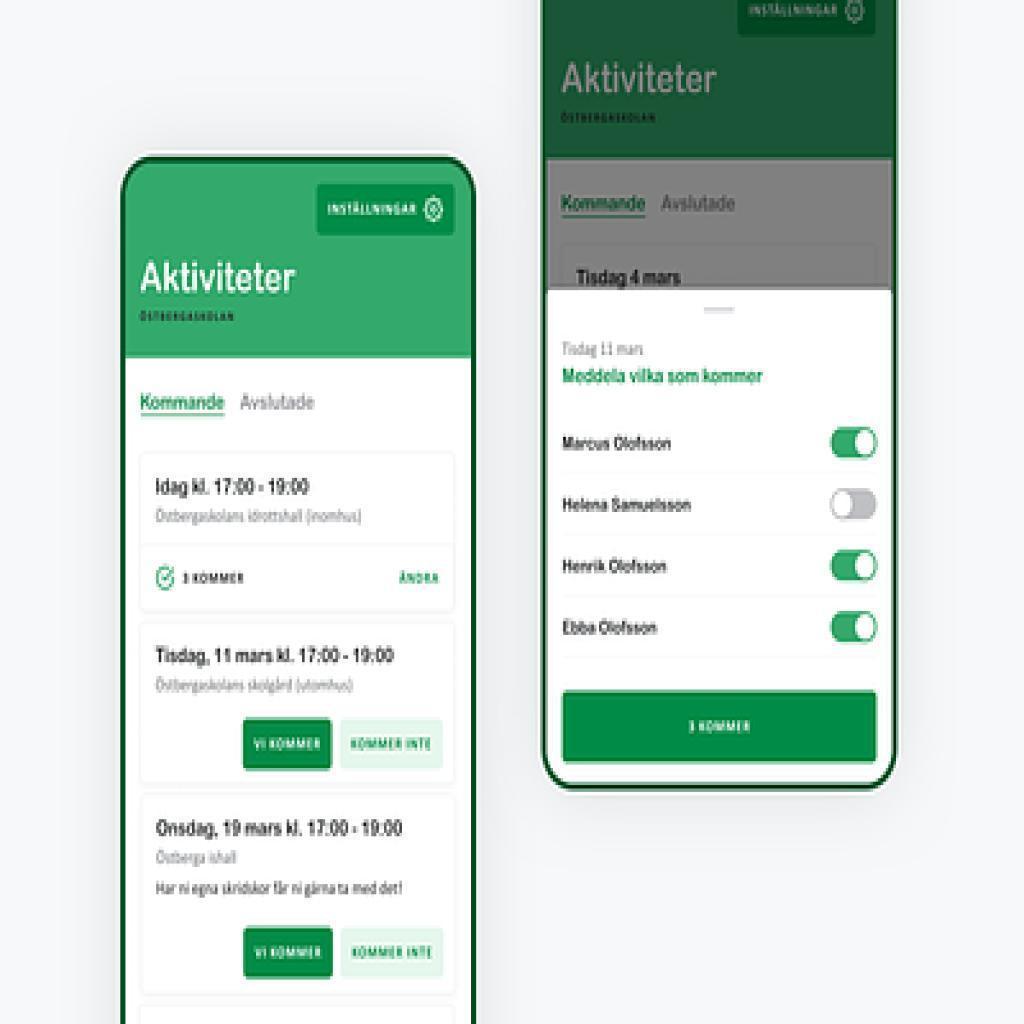 INSTÄLLNINGAR
Aktiviteter
ÖSTBERGASKOLAN
Kommande Avslutade
Idag kl. 17:00 - 19:00
Östbergaskolans idrottshall (inomhus)
3 KOMMER ÄNDRA
Tisdag, 11 mars kl. 17:00 - 19:00
Östbergaskolans skolgård (utomhus)
VI KOMMER KOMMER INTE
Onsdag, 19 mars kl. 17:00 - 19:00
Östberga ishall
Har ni egna skridskor får ni gärna ta med det!
VI KOMMER KOMMER INTE
INSTÄLLNINGAR
Aktiviteter
ÖSTBERGASKOLAN
Kommande Avslutade
Tisdag 4 mars
Tisdag 11 mars
Meddela vilka som kommer
Marcus Olofsson
Helena Samuelsson
Henrik Olofsson
Ebba Olofsson
3 KOMMER